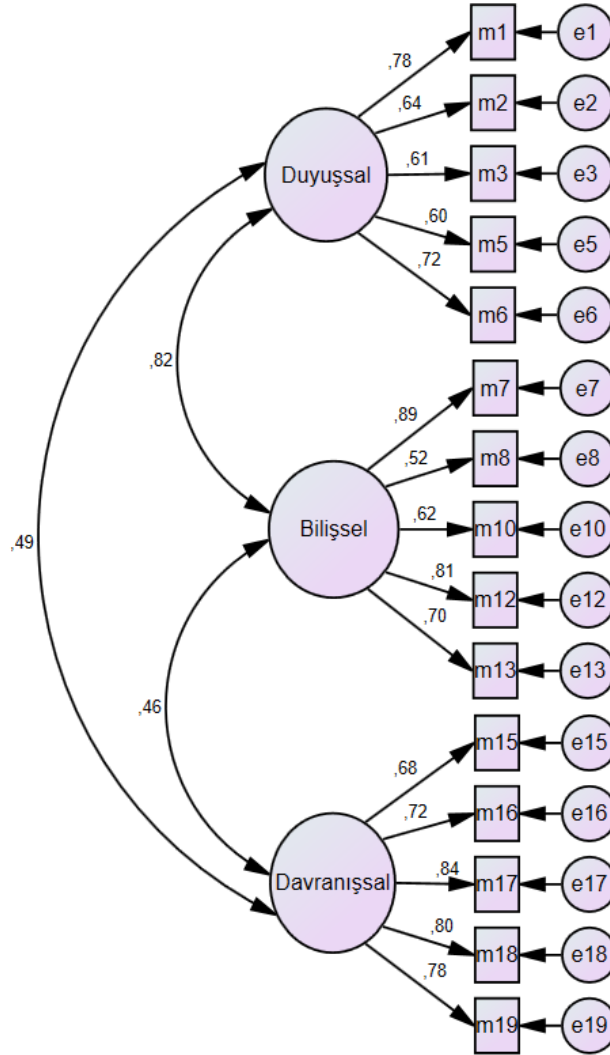 m1 e1
,78
m2 e2
,64
Duyuşsal ,61 m3 e3
,60
m5 e5
,72
m6 e6
,82
m7 e7
,89
m8 e8
,52
Bilişsel ,62 m10 e10
,49
,81
m12 e12
,70
m13 e13
,46
m15 e15
,68
m16 e16
,72
Davranışsal ,84 m17 e17
,80
m18 e18
,78
m19 e19